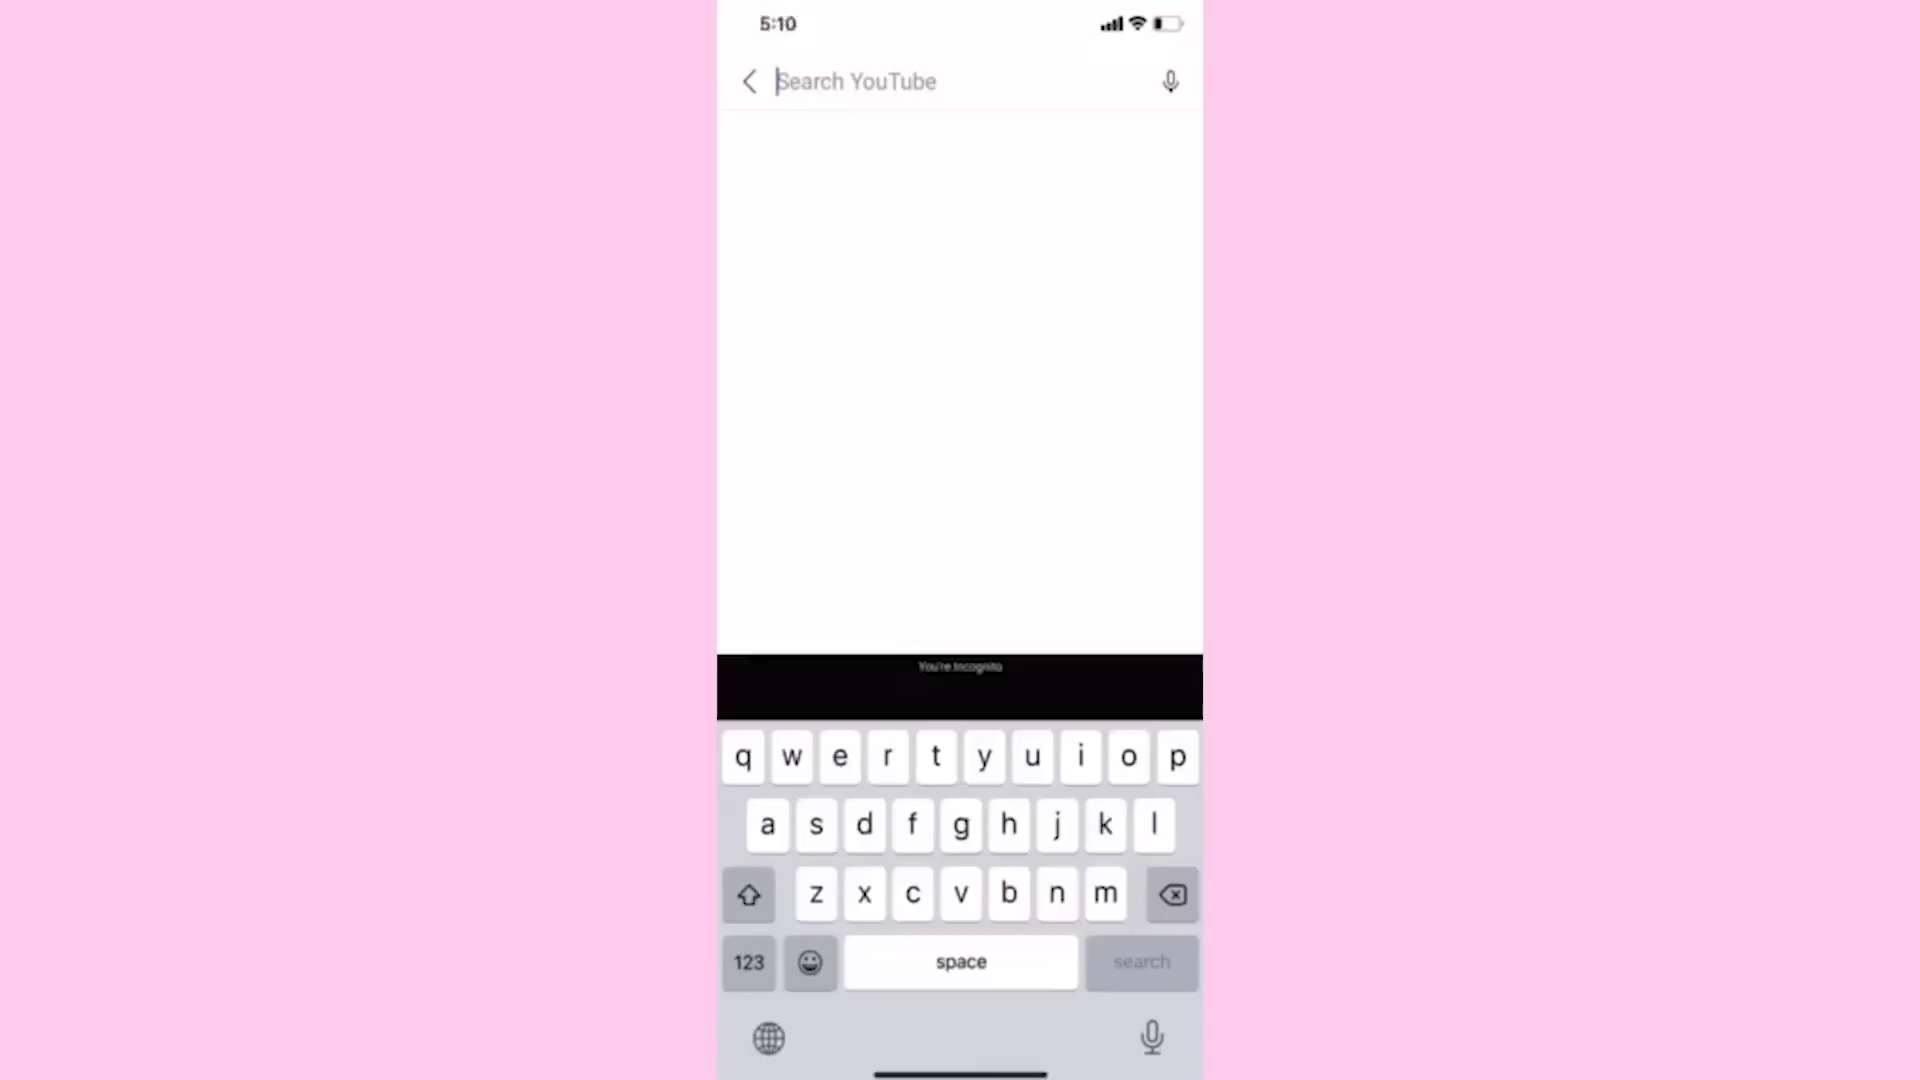 5:10
Search YouTube
You're Incognito
q w e r t y u i o p
a s d f g h j k l
z x c v b n m
123 space search